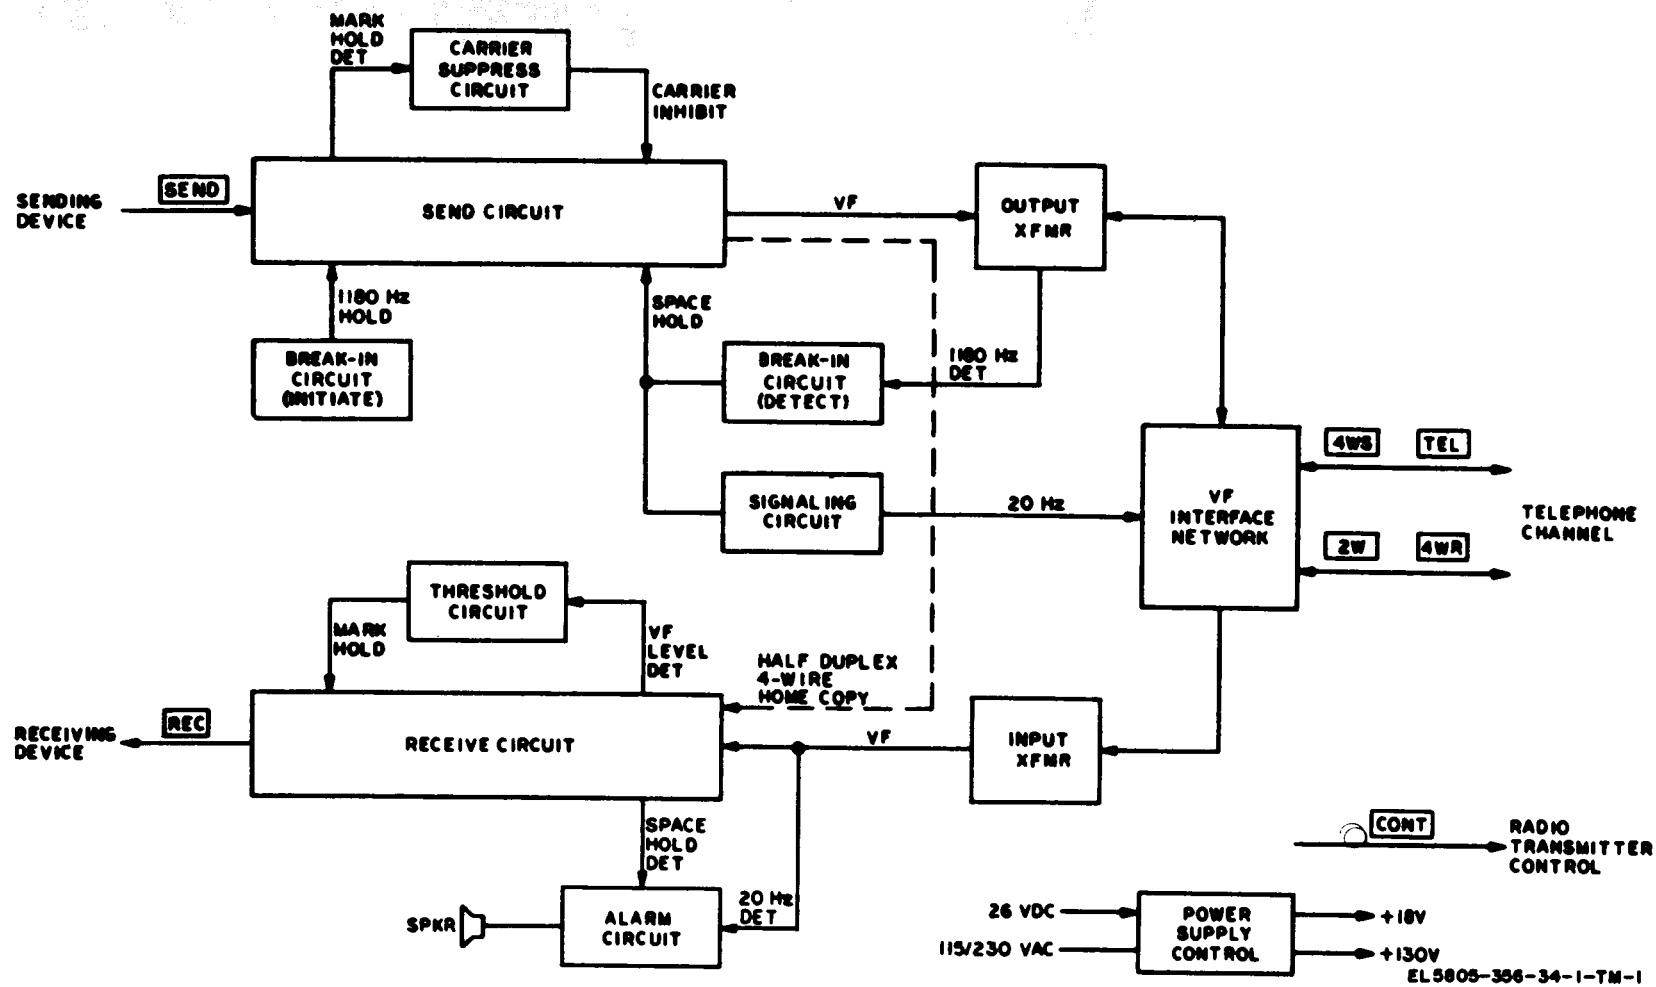 MARK
HOLD
DET
CARRIER
SUPPRESS
CIRCUIT
CARRIER
INHIBIT
SENDING
DEVICE
SEND
SEND CIRCUIT
VF
OUTPUT
XFMR
1180 Hz
HOLD
SPACE
HOLD
BREAK-IN
CIRCUIT
(INITIATE)
BREAK-IN
CIRCUIT
(DETECT)
1180 Hz
DET
SIGNALING
CIRCUIT
20 Hz
VF
INTERFACE
NETWORK
4WS
TEL
2W
4WR
TELEPHONE
CHANNEL
THRESHOLD
CIRCUIT
MARK
HOLD
VF
LEVEL
DET
HALF DUPLEX
4-WIRE
HOME COPY
RECEIVING
DEVICE
REC
RECEIVE CIRCUIT
VF
INPUT
XFMR
SPACE
HOLD
DET
20 Hz
DET
SPKR
ALARM
CIRCUIT
CONT
RADIO
TRANSMITTER
CONTROL
26 VDC
115/230 VAC
POWER
SUPPLY
CONTROL
+18V
+130V
EL5805-356-34-1-TM-1